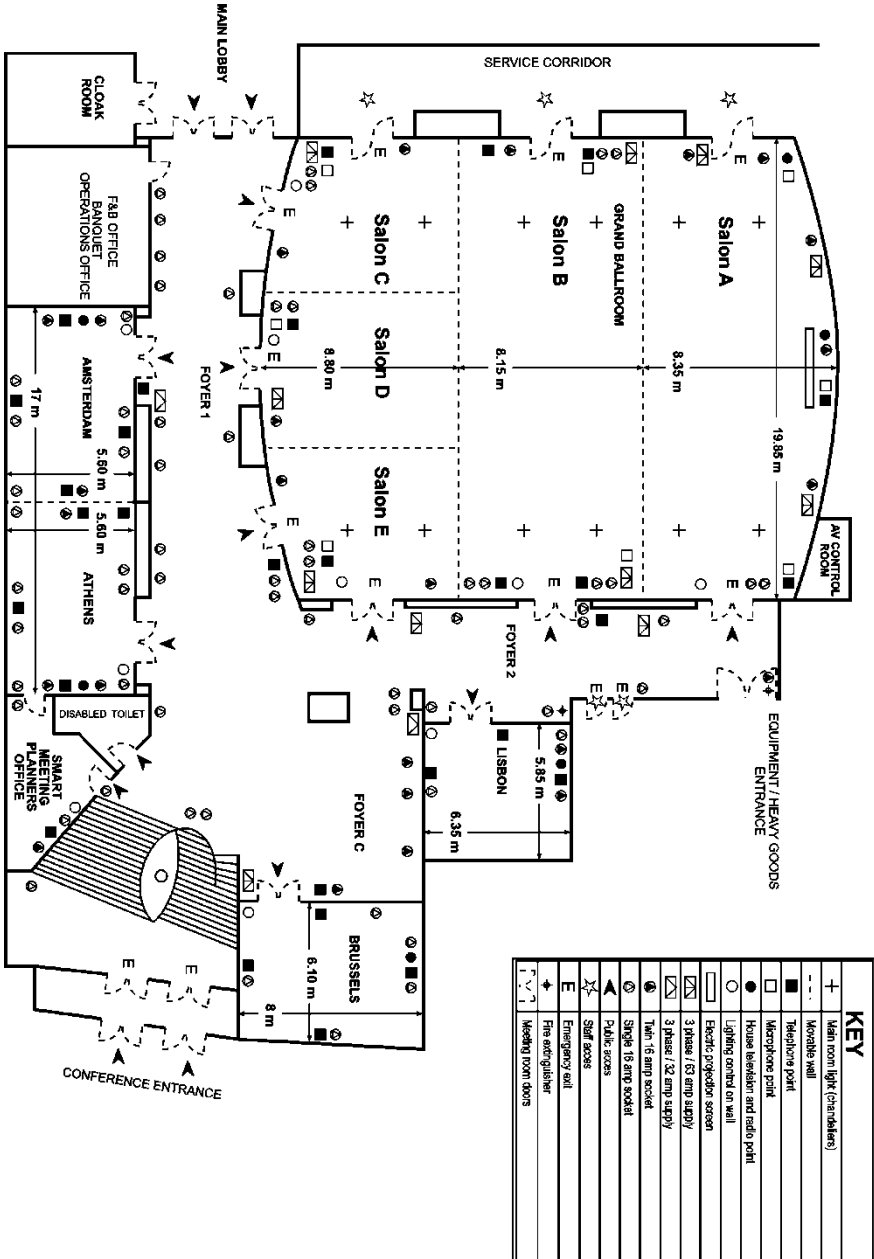 MAIN LOBBY
SERVICE CORRIDOR
CLOAK
ROOM
F&B OFFICE
BANQUET
OPERATIONS OFFICE
E
E
E
E
Salon C
Salon B
GRAND BALLROOM
Salon A
FOYER 1
E
Salon D
8.80 m
8.15 m
8.35 m
19.85 m
AMSTERDAM
17 m
5.60 m
5.60 m
ATHENS
Salon E
E
E
E
E
AV CONTROL
ROOM
FOYER 2
E
E
EQUIPMENT / HEAVY GOODS
ENTRANCE
DISABLED TOILET
SMART
MEETING
PLANNERS
OFFICE
LISBON
5.85 m
6.35 m
FOYER C
BRUSSELS
6.10 m
8 m
E
E
CONFERENCE ENTRANCE
KEY
Main room light (chandeliers)
Movable wall
Telephone point
Microphone point
House television and radio point
Lighting control on wall
Electric projection screen
3 phase / 63 amp supply
3 phase / 32 amp supply
Twin 16 amp socket
Single 16 amp socket
Public acces
Staff acces
E Emergency exit
Fire extinguisher
Meeting room doors